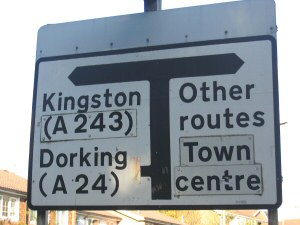 Kingston
(A 243)
Dorking
(A 24)
Other
routes
Town
centre